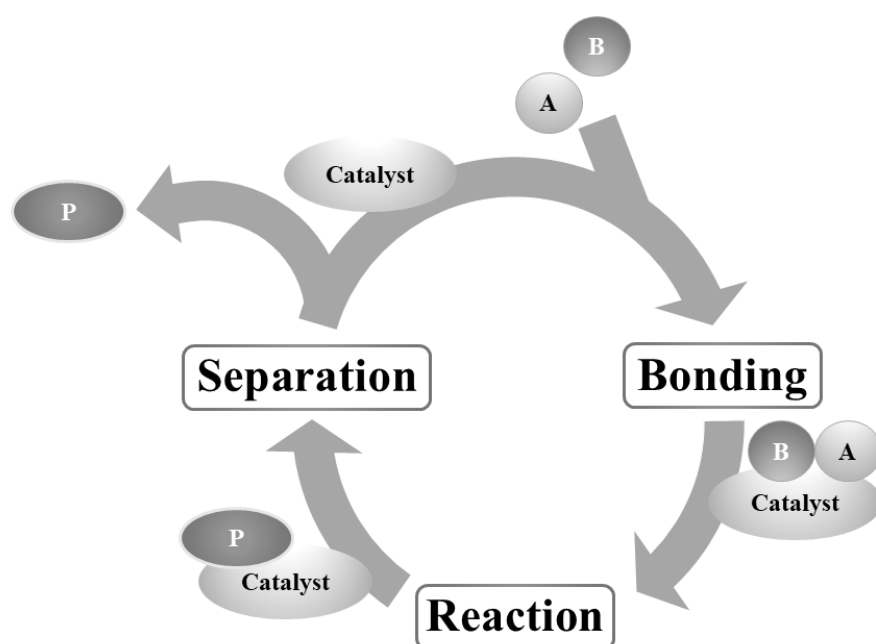 B
A
Catalyst
P
Separation
Bonding
B
A
Catalyst
P
Catalyst
Reaction